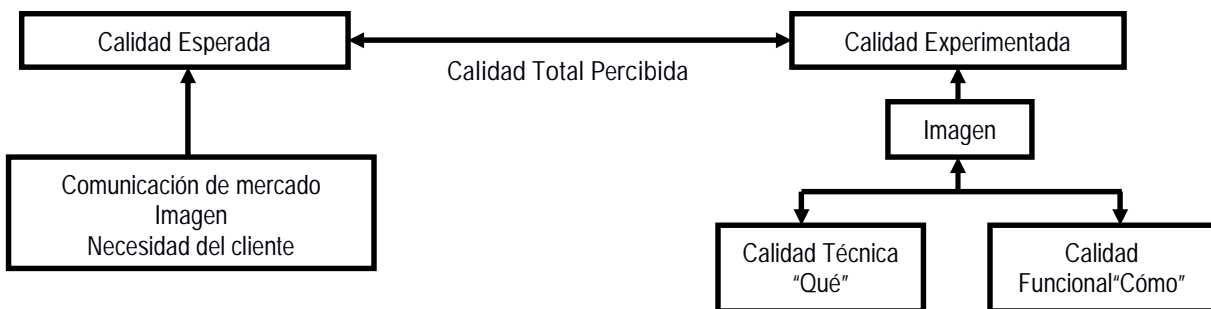 Calidad Esperada
Calidad Experimentada
Calidad Total Percibida
Imagen
Comunicación de mercado
Imagen
Necesidad del cliente
Calidad Técnica
“Qué”
Calidad
Funcional“Cómo”